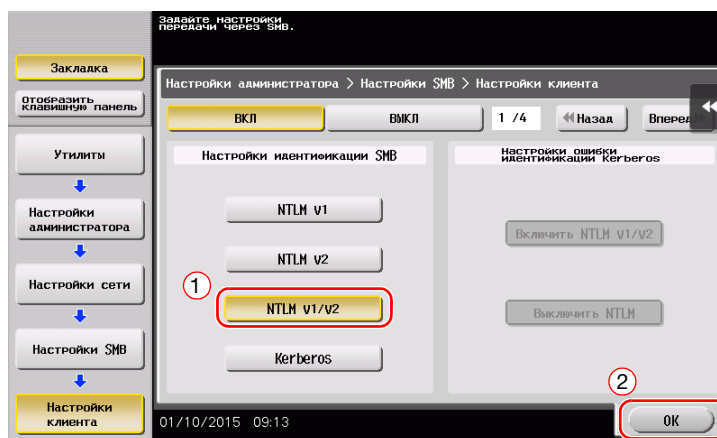 Задайте настройки
передачи через SMB.
Закладка
Отобразить
клавишную панель
Утилиты
Настройки
администратора
Настройки сети
Настройки SMB
Настройки
клиента
Настройки администратора > Настройки SMB > Настройки клиента
ВКЛ
ВЫКЛ
1 /4
Назад
Вперед
Настройки идентификации SMB
NTLM v1
NTLM v2
1
NTLM v1/v2
Kerberos
Настройки ошибки
идентификации Kerberos
Включить NTLM v1/v2
Выключить NTLM
2
OK
01/10/2015 09:13